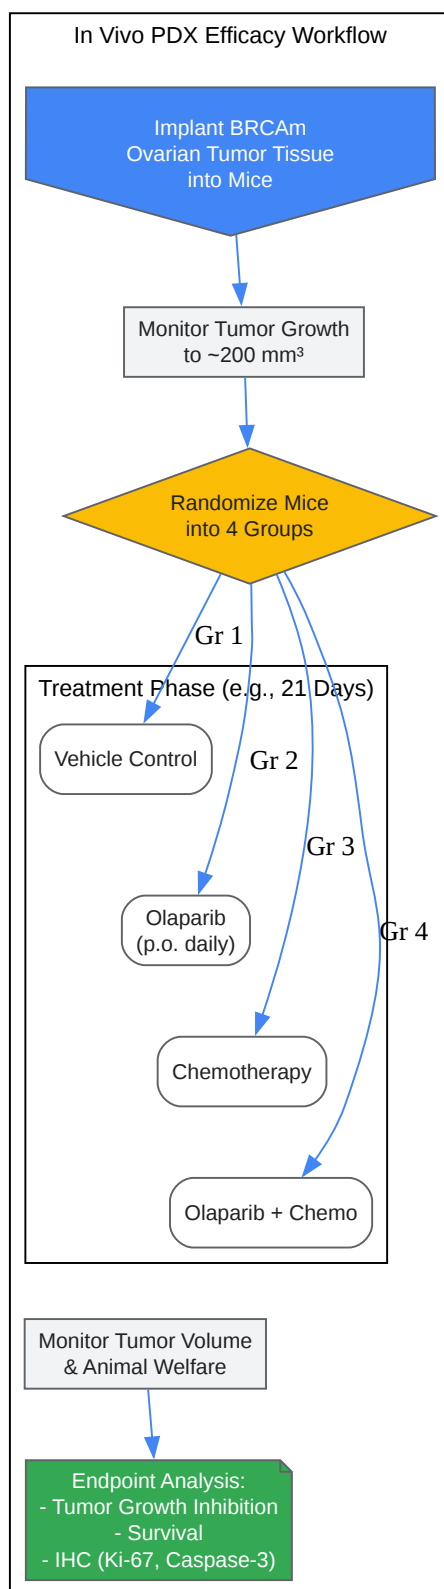 In Vivo PDX Efficacy Workflow
Implant BRCAm
Ovarian Tumor Tissue
into Mice
Monitor Tumor Growth
to ~200 mm³
Randomize Mice
into 4 Groups
Gr 1
Treatment Phase (e.g., 21 Days)
Vehicle Control
Gr 2
Gr 3
Olaparib
(p.o. daily)
Gr 4
Chemotherapy
Olaparib + Chemo
Monitor Tumor Volume
& Animal Welfare
Endpoint Analysis:
- Tumor Growth Inhibition
- Survival
- IHC (Ki-67, Caspase-3)